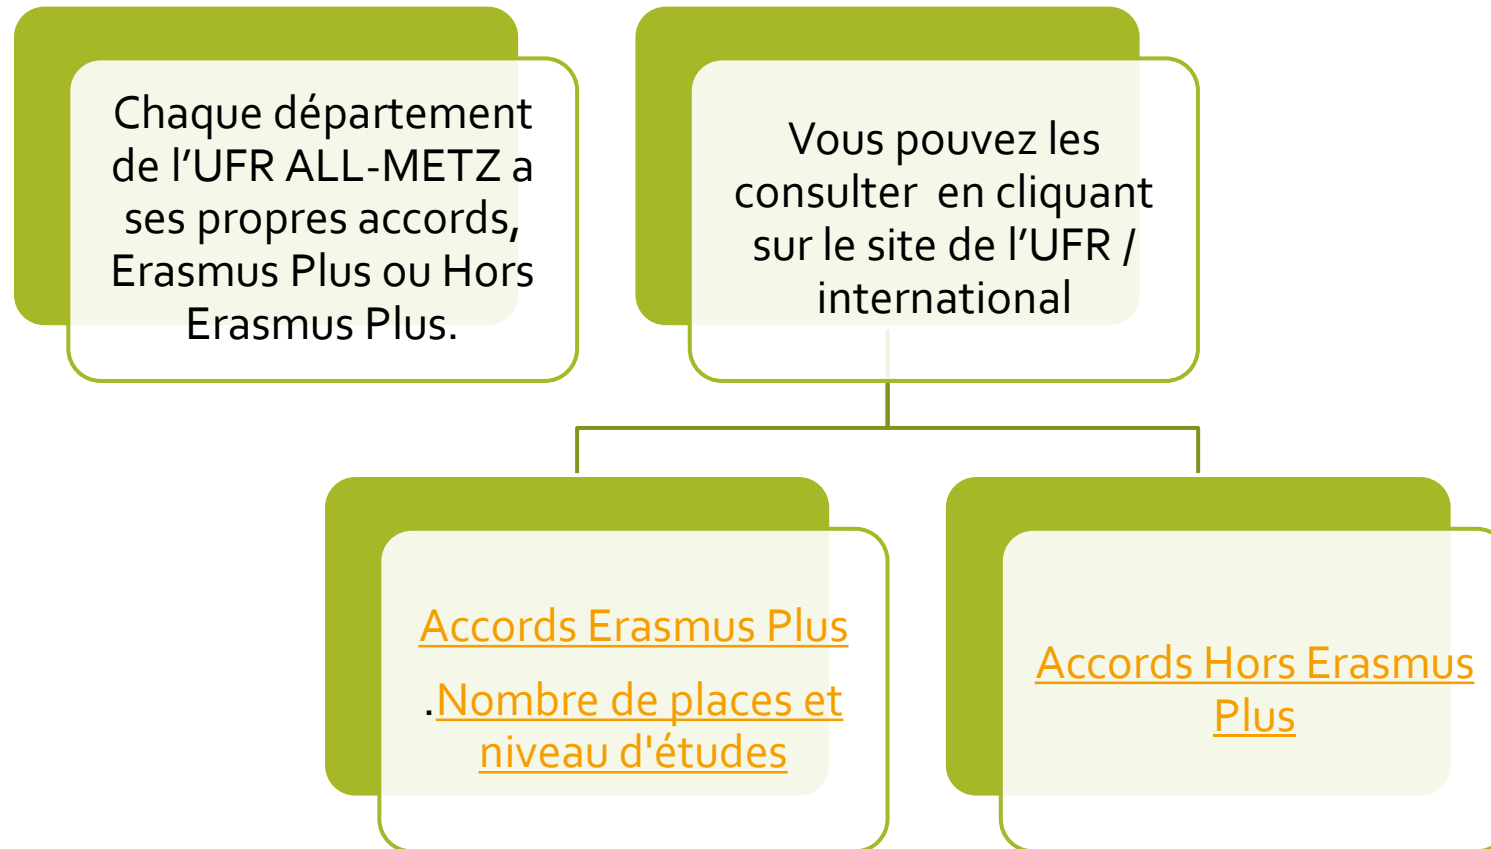 Chaque département
de l’UFR ALL-METZ a
ses propres accords,
Erasmus Plus ou Hors
Erasmus Plus.
Vous pouvez les
consulter  en cliquant
sur le site de l’UFR /
international
Accords Erasmus Plus
.Nombre de places et
niveau d'études
Accords Hors Erasmus
Plus